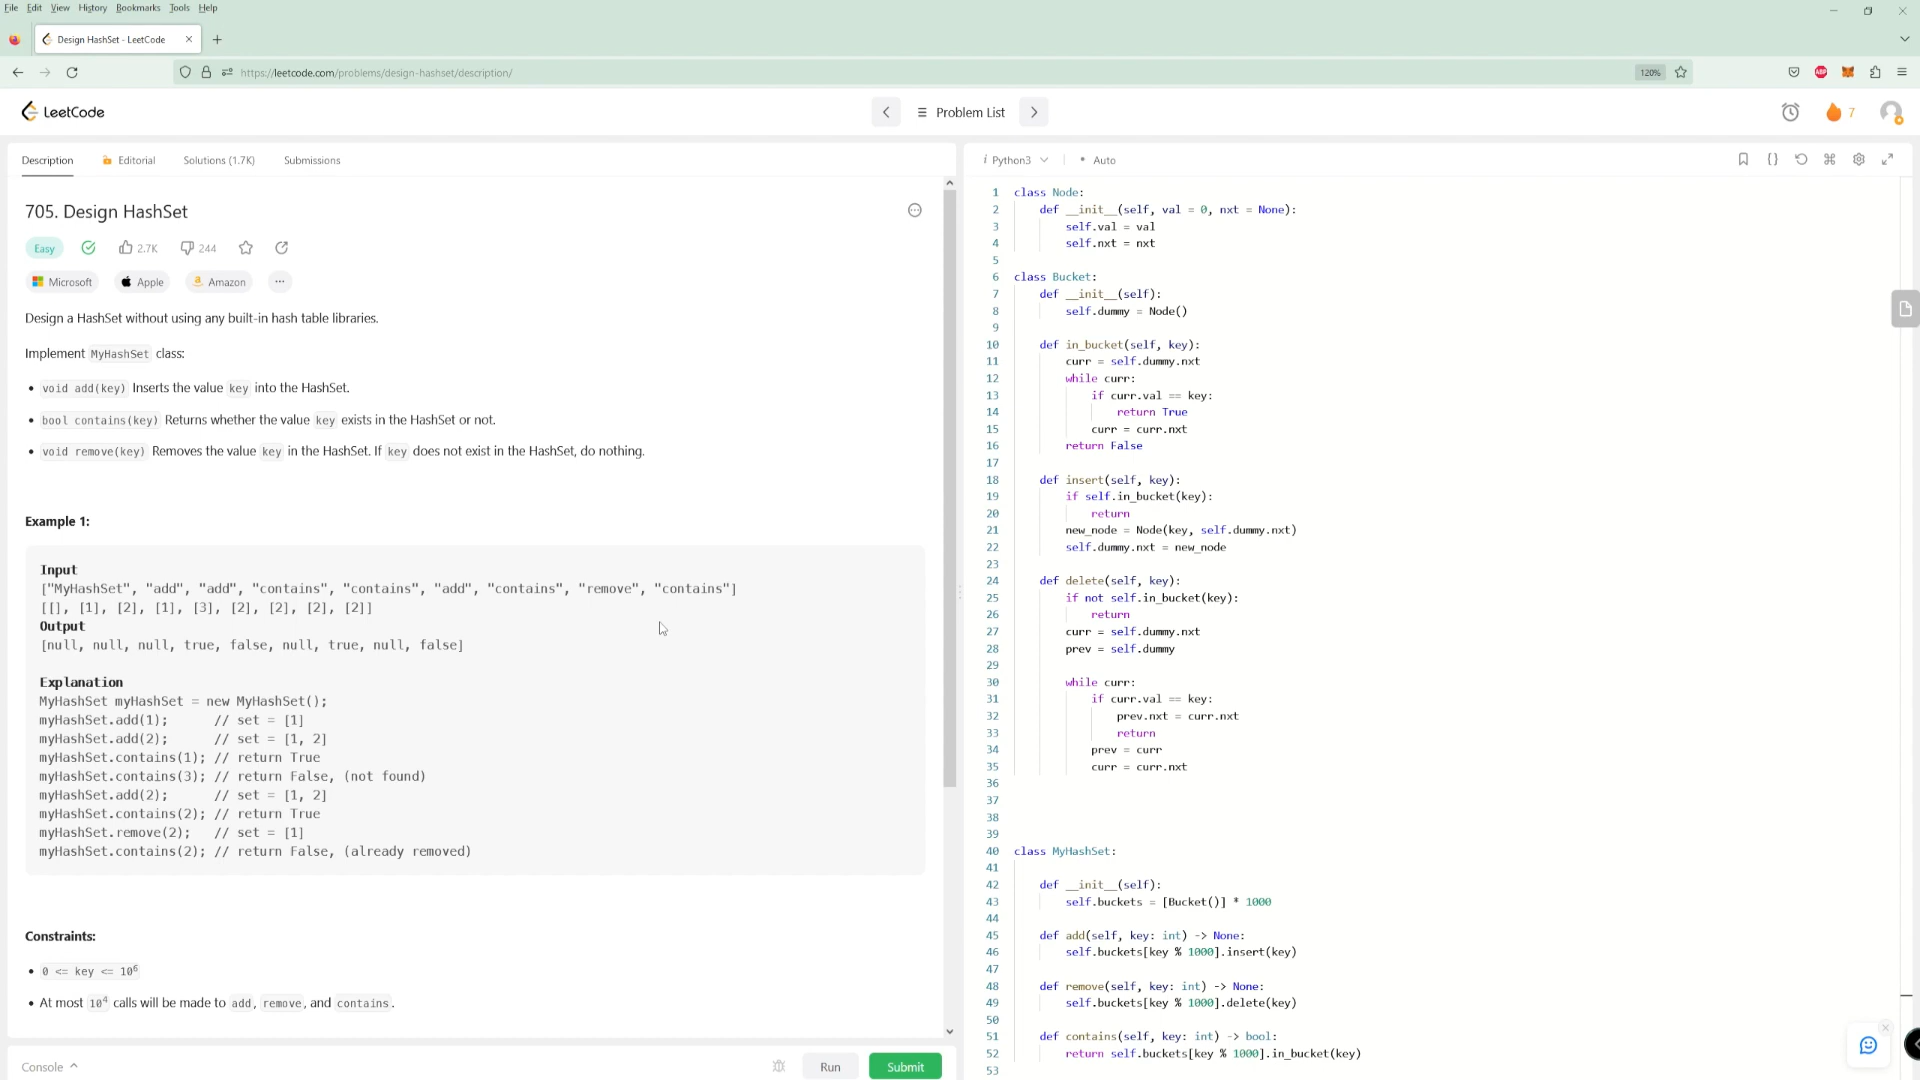 File Edit View History Bookmarks Tools Help
Design HashSet - LeetCode
https://leetcode.com/problems/design-hashset/description/
120%
LeetCode
Problem List
7
Description Editorial Solutions (1.7K) Submissions
705. Design HashSet
Easy 2.7K 244
Microsoft Apple Amazon ...
Design a HashSet without using any built-in hash table libraries.
Implement MyHashSet class:
• void add(key) Inserts the value key into the HashSet.
• bool contains(key) Returns whether the value key exists in the HashSet or not.
• void remove(key) Removes the value key in the HashSet. If key does not exist in the HashSet, do nothing.
Example 1:
Input
["MyHashSet", "add", "add", "contains", "contains", "add", "contains", "remove", "contains"]
[[], [1], [2], [1], [3], [2], [2], [2], [2]]
Output
[null, null, null, true, false, null, true, null, false]
Explanation
MyHashSet myHashSet = new MyHashSet();
myHashSet.add(1);      // set = [1]
myHashSet.add(2);      // set = [1, 2]
myHashSet.contains(1); // return True
myHashSet.contains(3); // return False, (not found)
myHashSet.add(2);      // set = [1, 2]
myHashSet.contains(2); // return True
myHashSet.remove(2);   // set = [1]
myHashSet.contains(2); // return False, (already removed)
Constraints:
• 0 <= key <= 10⁶
• At most 10⁴ calls will be made to add, remove, and contains.
Console
Run
Submit
i Python3 • Auto
1 class Node:
2     def __init__(self, val = 0, nxt = None):
3         self.val = val
4         self.nxt = nxt
5
6 class Bucket:
7     def __init__(self):
8         self.dummy = Node()
9
10     def in_bucket(self, key):
11         curr = self.dummy.nxt
12         while curr:
13             if curr.val == key:
14                 return True
15             curr = curr.nxt
16         return False
17
18     def insert(self, key):
19         if self.in_bucket(key):
20             return
21         new_node = Node(key, self.dummy.nxt)
22         self.dummy.nxt = new_node
23
24     def delete(self, key):
25         if not self.in_bucket(key):
26             return
27         curr = self.dummy.nxt
28         prev = self.dummy
29
30         while curr:
31             if curr.val == key:
32                 prev.nxt = curr.nxt
33                 return
34             prev = curr
35             curr = curr.nxt
36
37
38
39
40 class MyHashSet:
41
42     def __init__(self):
43         self.buckets = [Bucket()] * 1000
44
45     def add(self, key: int) -> None:
46         self.buckets[key % 1000].insert(key)
47
48     def remove(self, key: int) -> None:
49         self.buckets[key % 1000].delete(key)
50
51     def contains(self, key: int) -> bool:
52         return self.buckets[key % 1000].in_bucket(key)
53